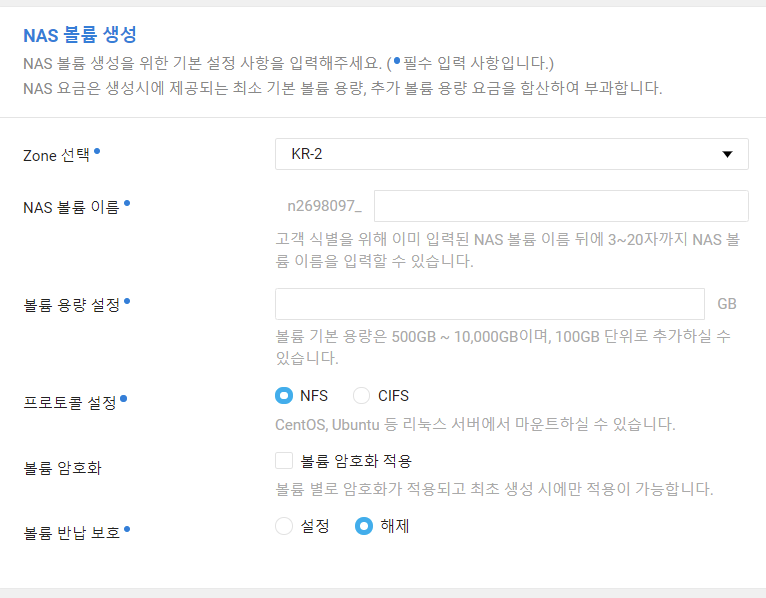 NAS 볼륨 생성
NAS 볼륨 생성을 위한 기본 설정 사항을 입력해주세요. (• 필수 입력 사항입니다.)
NAS 요금은 생성시에 제공되는 최소 기본 볼륨 용량, 추가 볼륨 용량 요금을 합산하여 부과합니다.
Zone 선택 •
KR-2
NAS 볼륨 이름 •
n2698097_
고객 식별을 위해 이미 입력된 NAS 볼륨 이름 뒤에 3~20자까지 NAS 볼
륨 이름을 입력할 수 있습니다.
볼륨 용량 설정 •
GB
볼륨 기본 용량은 500GB ~ 10,000GB이며, 100GB 단위로 추가하실 수
있습니다.
프로토콜 설정 •
NFS CIFS
CentOS, Ubuntu 등 리눅스 서버에서 마운트하실 수 있습니다.
볼륨 암호화
볼륨 암호화 적용
볼륨 별로 암호화가 적용되고 최초 생성 시에만 적용이 가능합니다.
볼륨 반납 보호 •
설정 해제